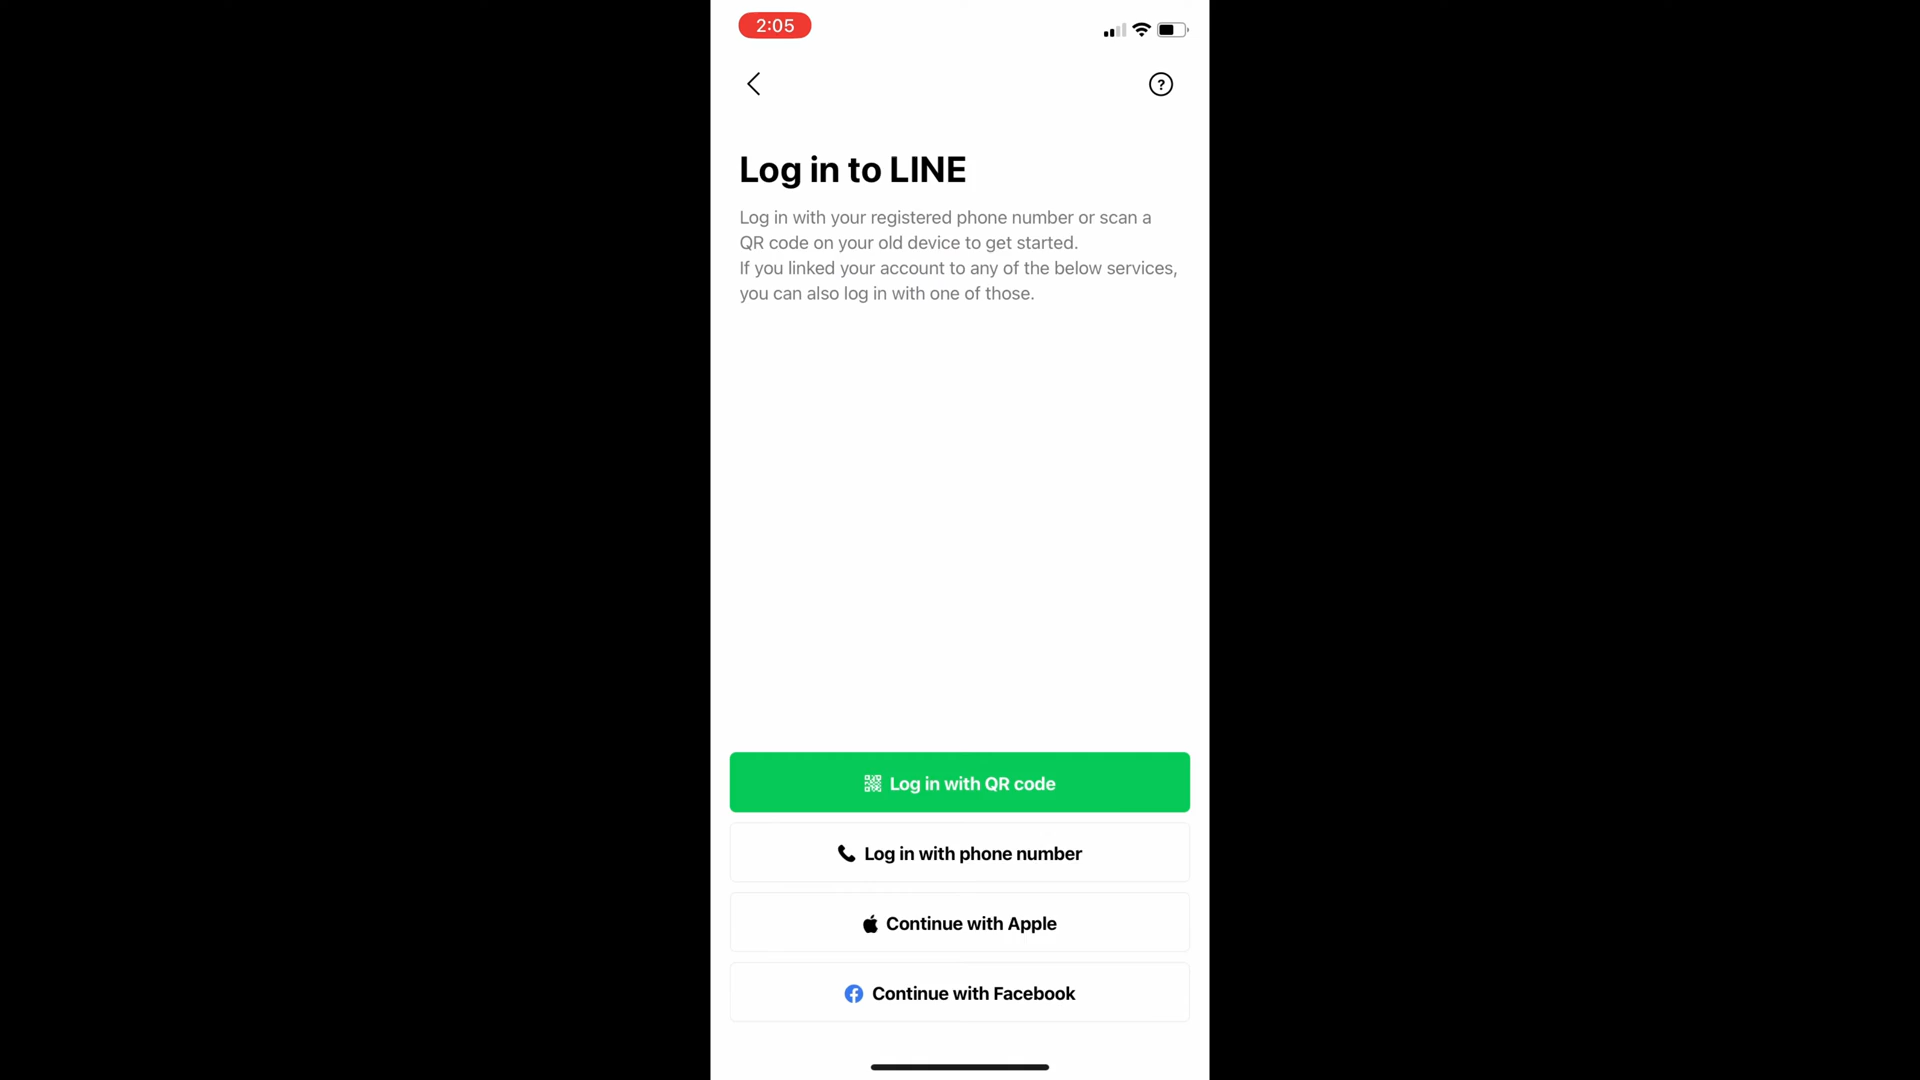 2:05
Log in to LINE
Log in with your registered phone number or scan a
QR code on your old device to get started.
If you linked your account to any of the below services,
you can also log in with one of those.
Log in with QR code
Log in with phone number
Continue with Apple
Continue with Facebook